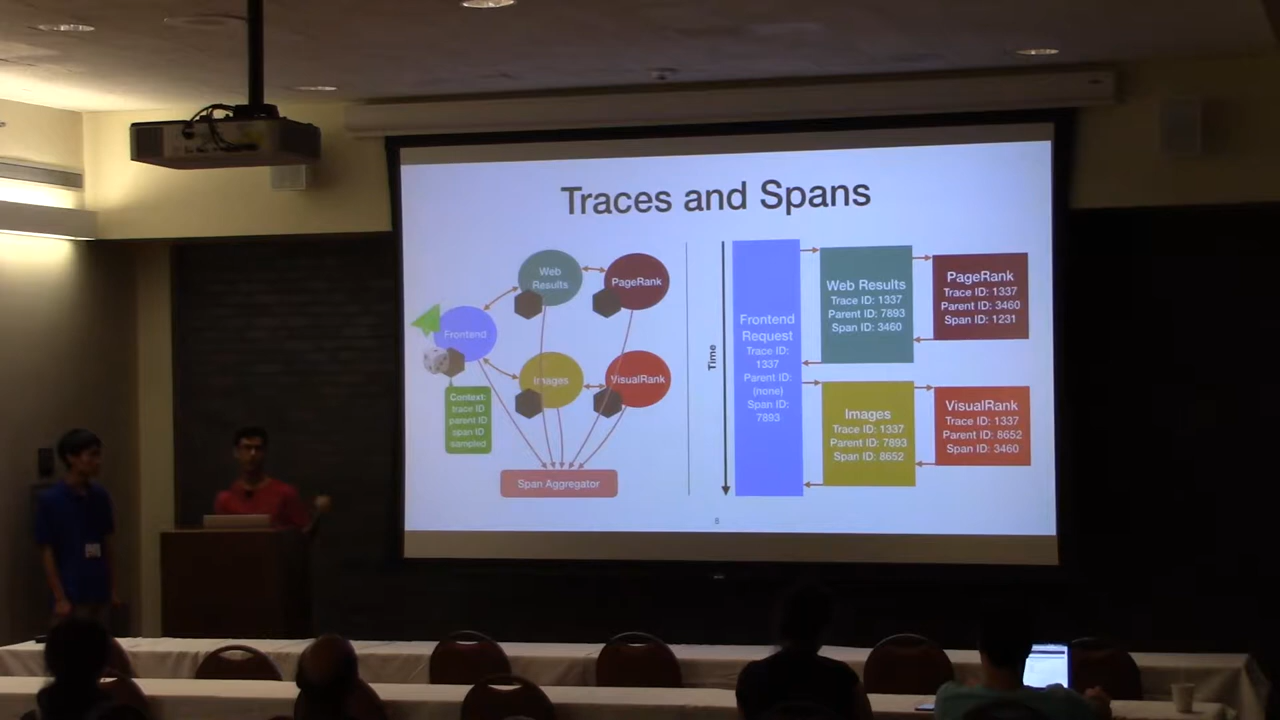 Traces and Spans
Web
Results
PageRank
Frontend
Images
VisualRank
Context:
trace ID
parent ID
span ID
sampled
Span Aggregator
Time
Frontend
Request
Trace ID:
1337
Parent ID:
(none)
Span ID:
7893
Web Results
Trace ID: 1337
Parent ID: 7893
Span ID: 3460
PageRank
Trace ID: 1337
Parent ID: 3460
Span ID: 1231
Images
Trace ID: 1337
Parent ID: 7893
Span ID: 8652
VisualRank
Trace ID: 1337
Parent ID: 8652
Span ID: 3460